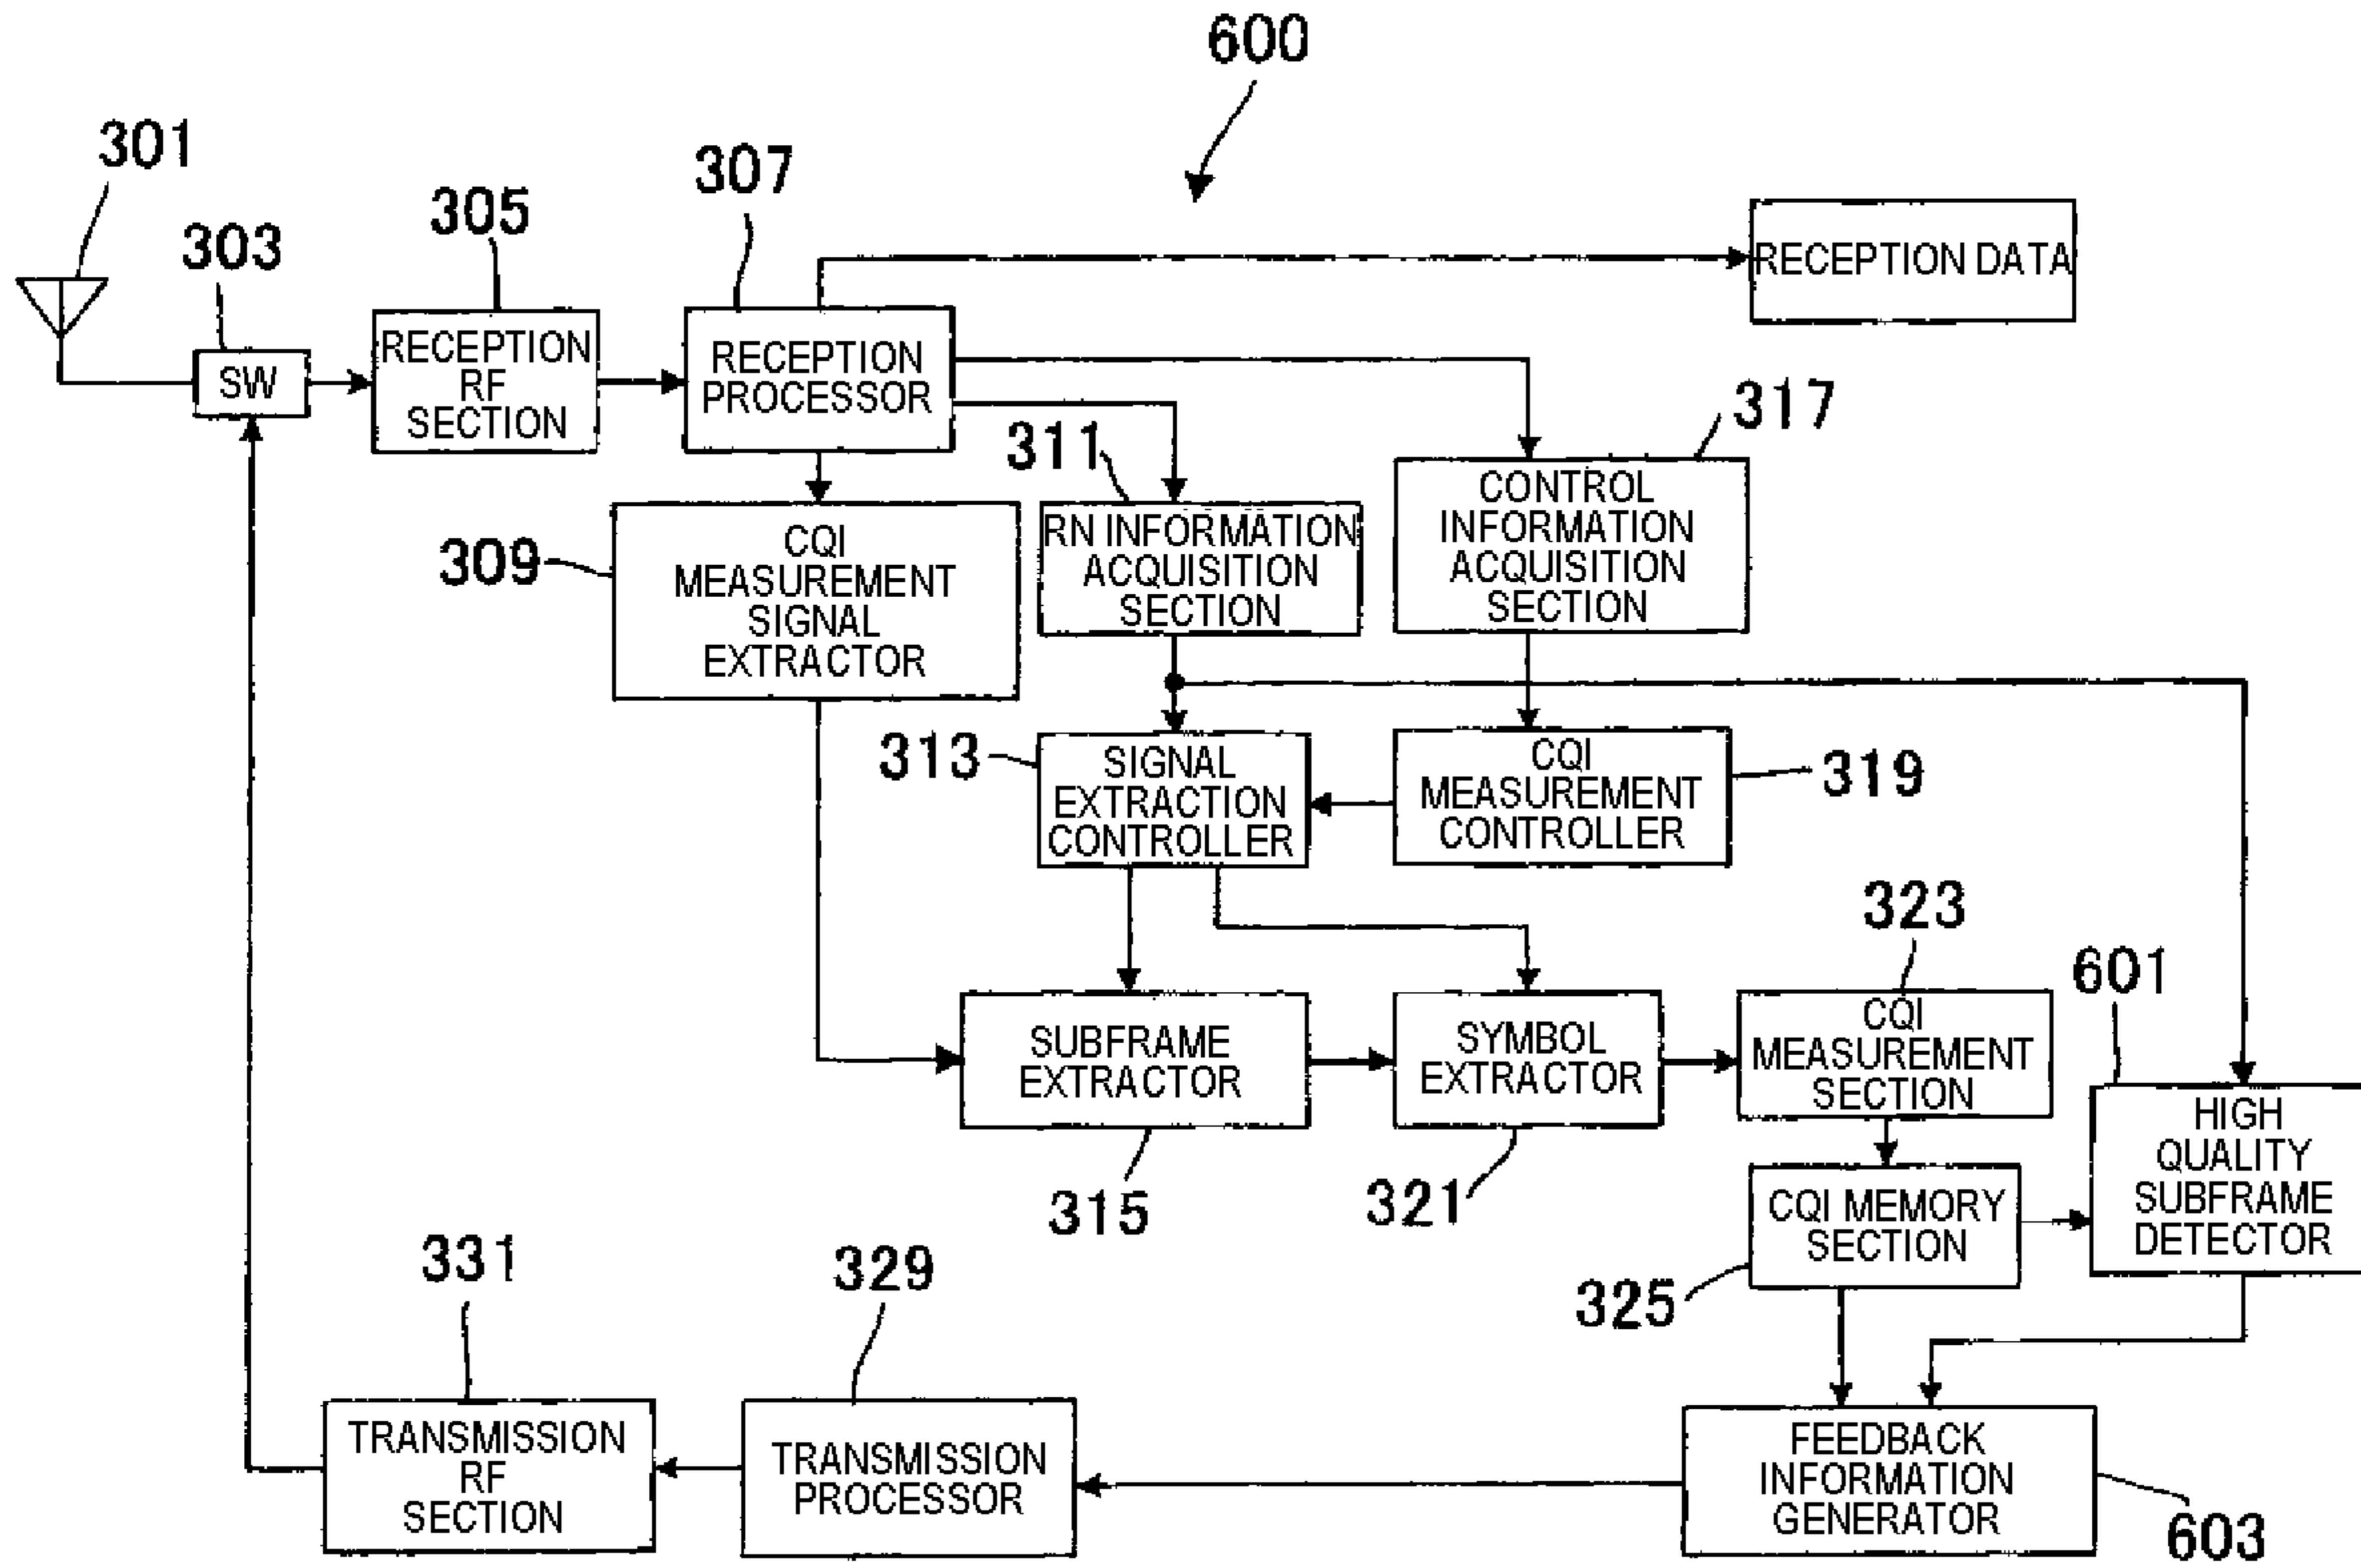 600
301
307
305
303
RECEPTION DATA
RECEPTION
RF
SECTION
RECEPTION
PROCESSOR
SW
317
311
CONTROL
INFORMATION
ACQUISITION
SECTION
RN INFORMATION
ACQUISITION
SECTION
309
CQI
MEASUREMENT
SIGNAL
EXTRACTOR
313
SIGNAL
EXTRACTION
CONTROLLER
CQI
MEASUREMENT
CONTROLLER
319
323
601
SUBFRAME
EXTRACTOR
SYMBOL
EXTRACTOR
CQI
MEASUREMENT
SECTION
HIGH
QUALITY
SUBFRAME
DETECTOR
315
321
CQI MEMORY
SECTION
325
331
329
TRANSMISSION
RF
SECTION
TRANSMISSION
PROCESSOR
FEEDBACK
INFORMATION
GENERATOR
603